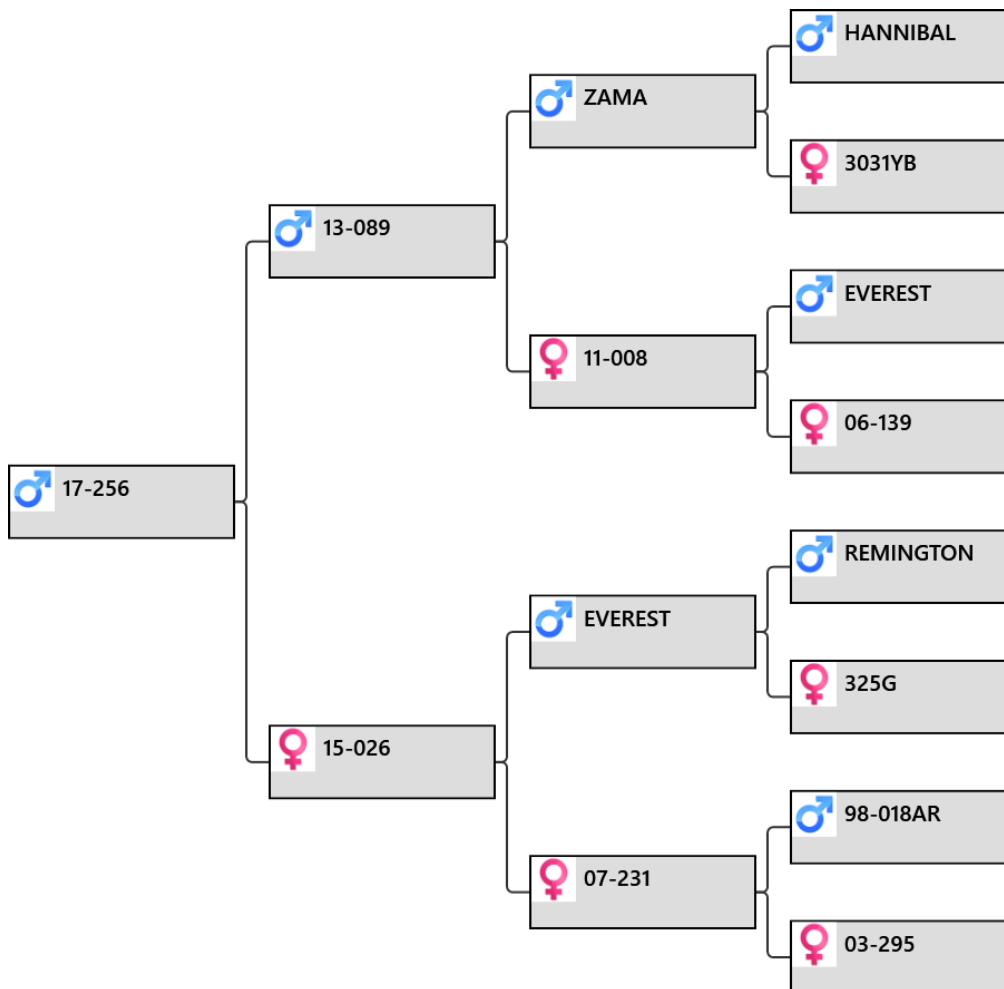 HANNIBAL
ZAMA
3031YB
13-089
EVEREST
11-008
06-139
17-256
REMINGTON
EVEREST
325G
15-026
98-018AR
07-231
03-295